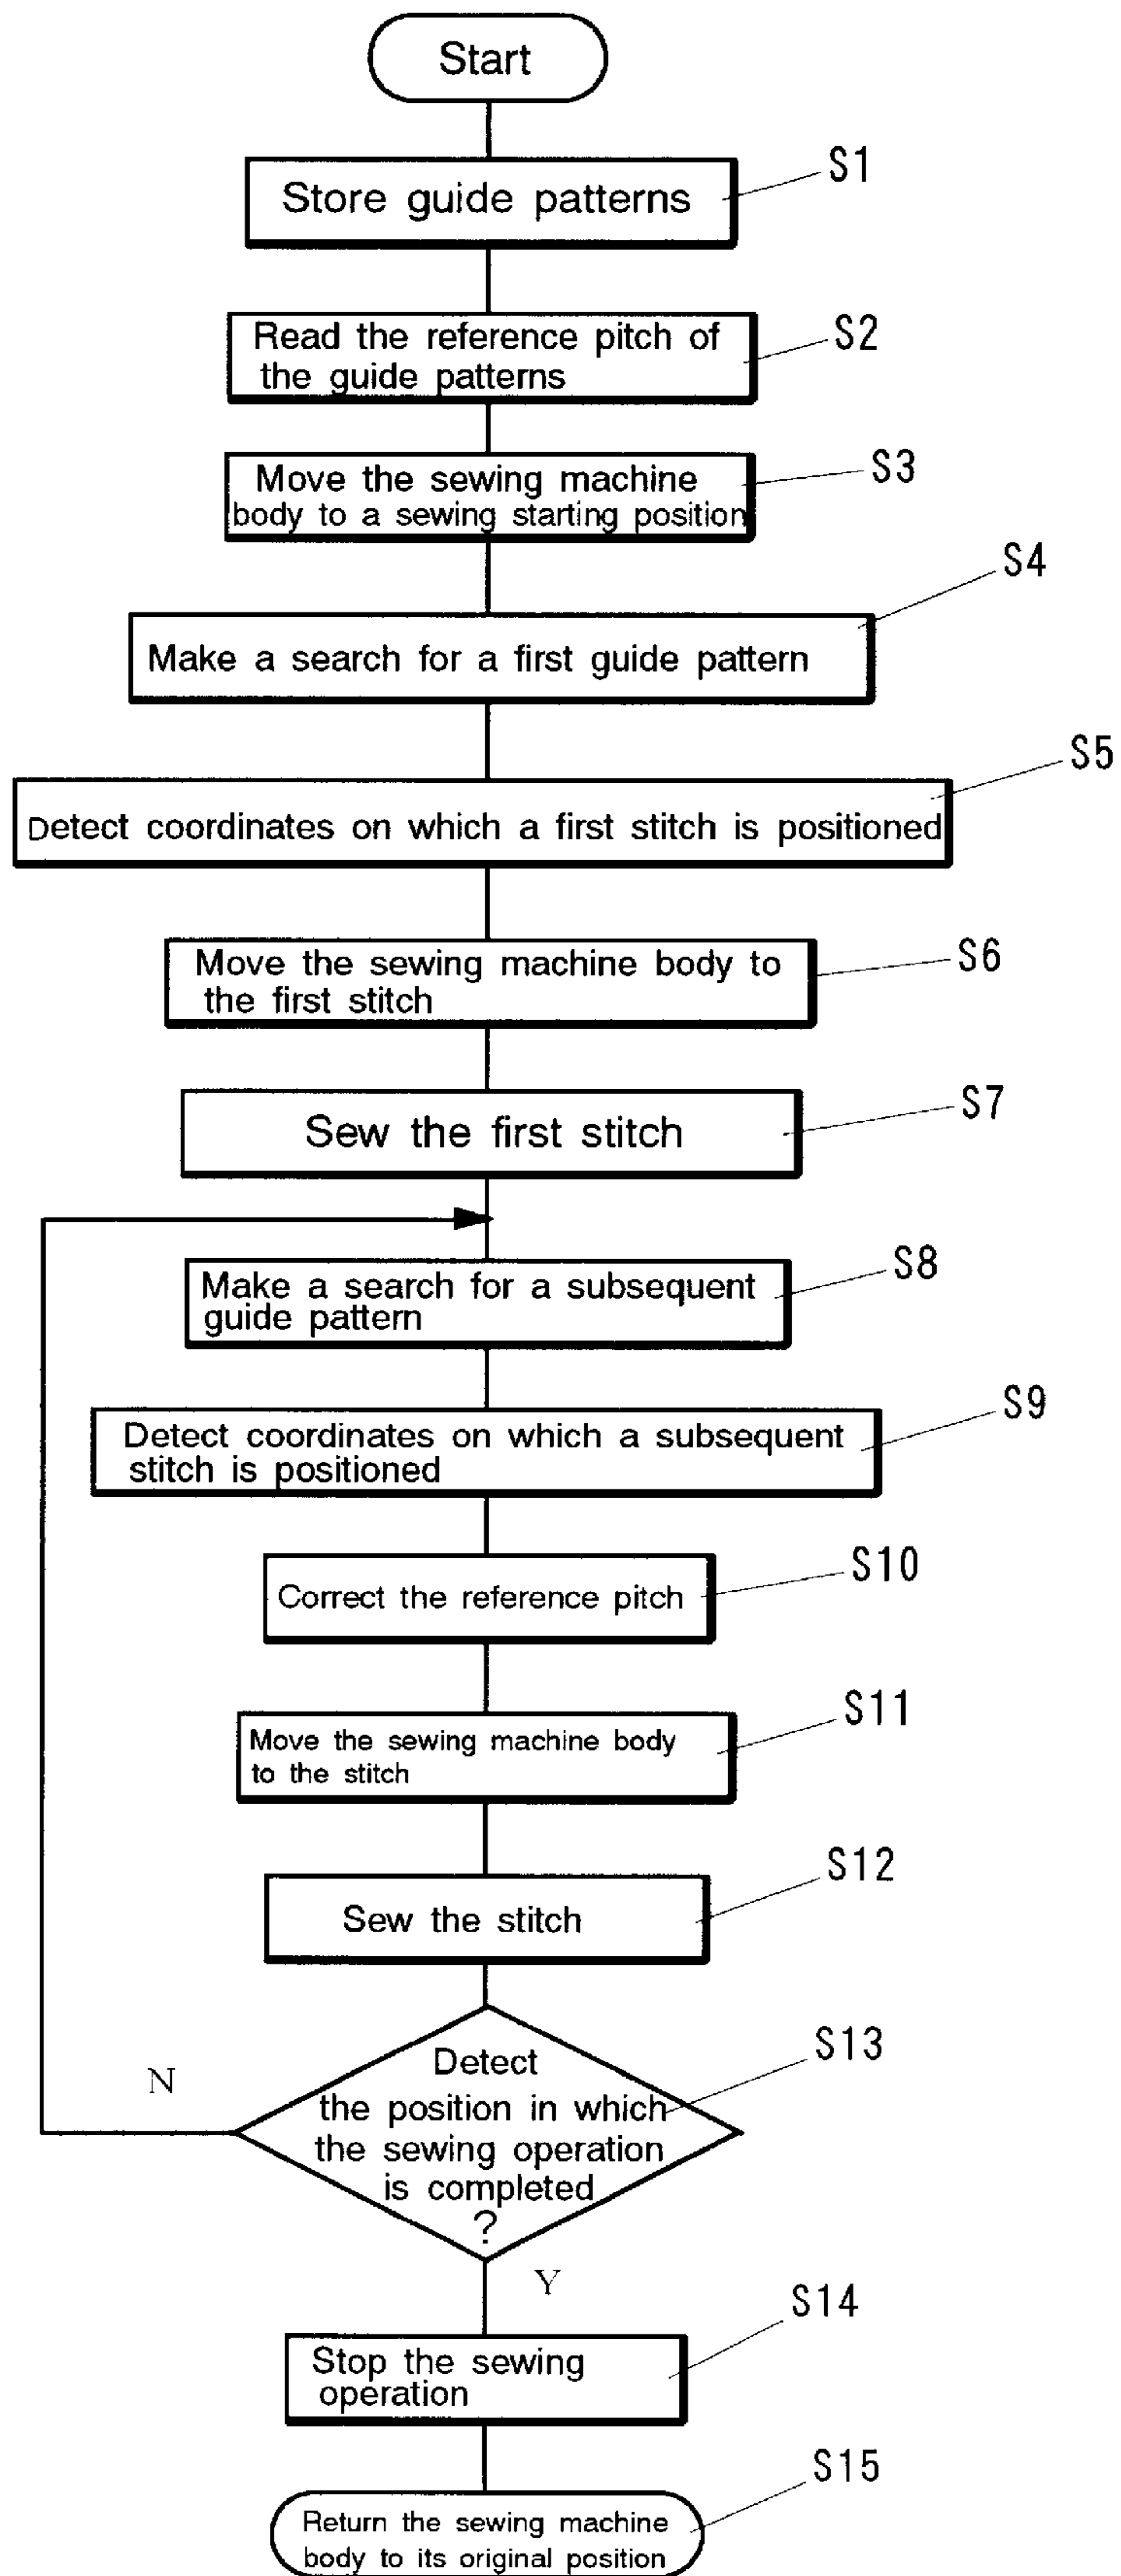 Start
S1
Store guide patterns
S2
Read the reference pitch of
the guide patterns
S3
Move the sewing machine
body to a sewing starting position
S4
Make a search for a first guide pattern
S5
Detect coordinates on which a first stitch is positioned
S6
Move the sewing machine body to
the first stitch
S7
Sew the first stitch
S8
Make a search for a subsequent
guide pattern
S9
Detect coordinates on which a subsequent
stitch is positioned
S10
Correct the reference pitch
S11
Move the sewing machine body
to the stitch
S12
Sew the stitch
S13
N
Detect
the position in which
the sewing operation
is completed
?
Y
S14
Stop the sewing
operation
S15
Return the sewing machine
body to its original position